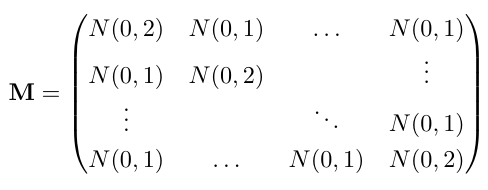 N(0, 2) N(0, 1) … N(0, 1)
M = N(0, 1) N(0, 2) ⋮
⋮ ⋱ N(0, 1)
N(0, 1) … N(0, 1) N(0, 2)